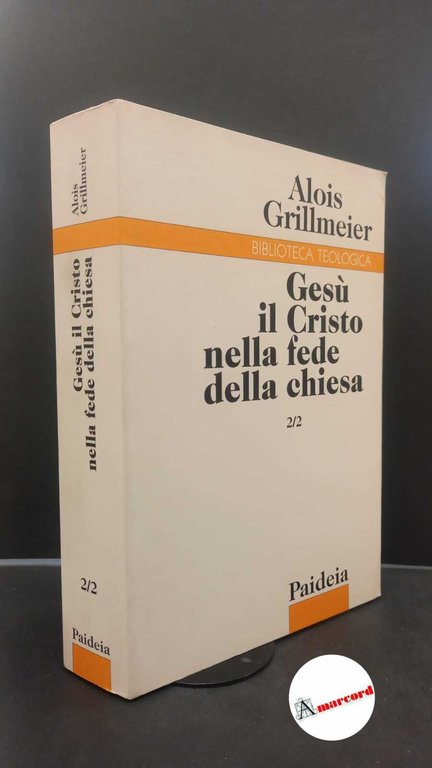 Alois
Grillmeier
Gesù il Cristo
nella fede della chiesa
2/2
Paideia
Alois
Grillmeier
BIBLIOTECA TEOLOGICA
Gesù
il Cristo
nella fede
della chiesa
2/2
Paideia
Amarcord